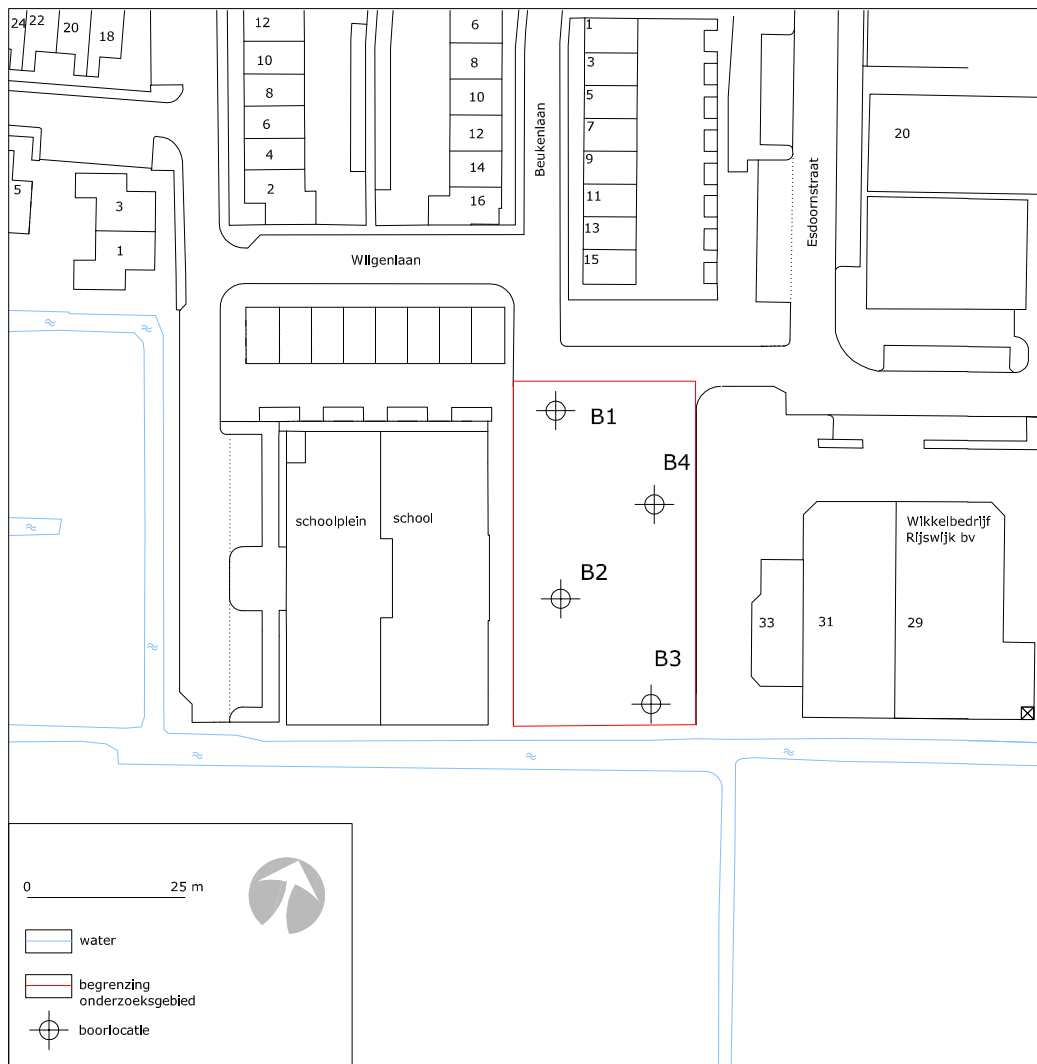 24
22
20
18
12
10
8
6
4
2
6
8
10
12
14
16
1
3
5
7
9
11
13
15
20
5
3
1
Beukenlaan
Esdoornstraat
Wilgenlaan
B1
B4
B2
B3
schoolplein
school
Wikkelbedrijf
Rijswijk bv
33
31
29
0
25 m
water
begrenzing
onderzoeksgebied
boorlocatie